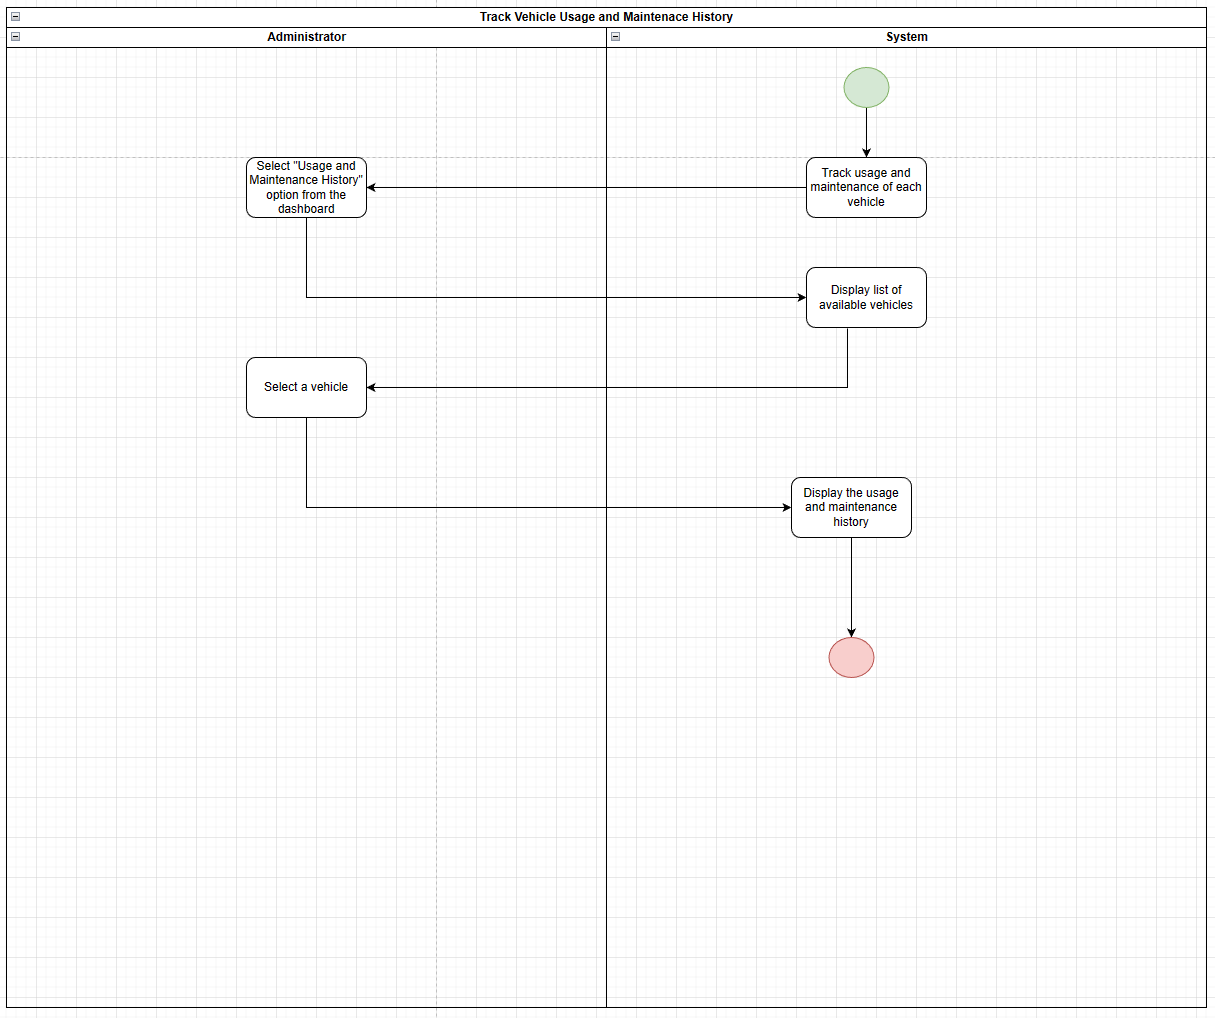 Track Vehicle Usage and Maintenace History
Administrator
System
Track usage and
maintenance of each
vehicle
Select "Usage and
Maintenance History"
option from the
dashboard
Display list of
available vehicles
Select a vehicle
Display the usage
and maintenance
history